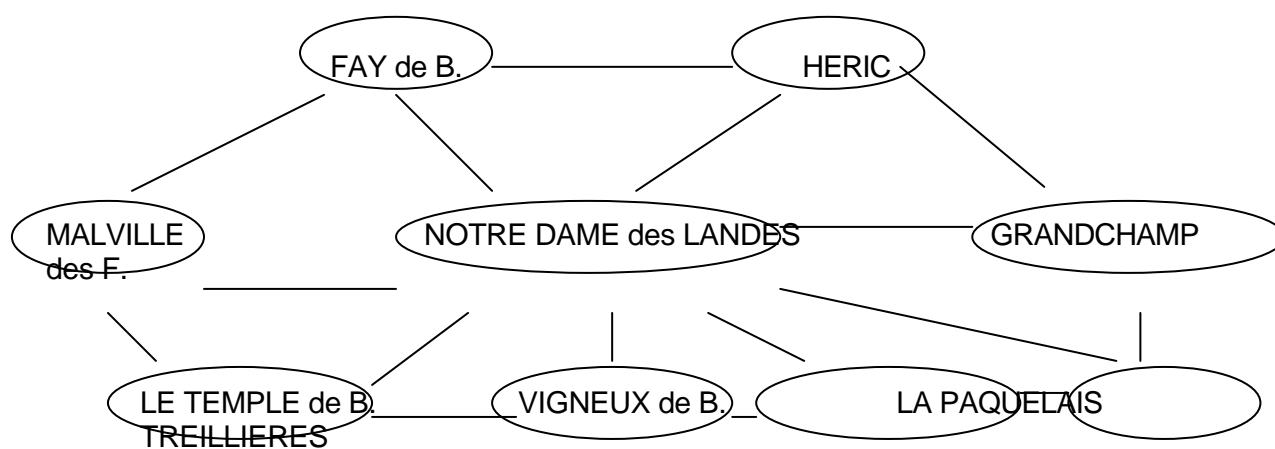 FAY de B. HERIC
MALVILLE NOTRE DAME des LANDES GRANDCHAMP
des F.
LE TEMPLE de B. VIGNEUX de B. LA PAQUELAIS
TREILLIERES